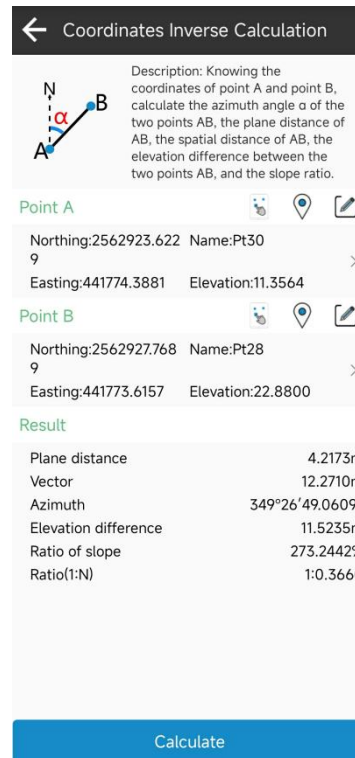 Coordinates Inverse Calculation
Description: Knowing the
coordinates of point A and point B,
calculate the azimuth angle α of the
two points AB, the plane distance of
AB, the spatial distance of AB, the
elevation difference between the
two points AB, and the slope ratio.
N
B
α
A
Point A
Northing:2562923.622 Name:Pt30
9
Easting:441774.3881 Elevation:11.3564
Point B
Northing:2562927.768 Name:Pt28
9
Easting:441773.6157 Elevation:22.8800
Result
Plane distance 4.2173
Vector 12.2710
Azimuth 349°26′49.0609
Elevation difference 11.5235
Ratio of slope 273.2442
Ratio(1:N) 1:0.366
Calculate